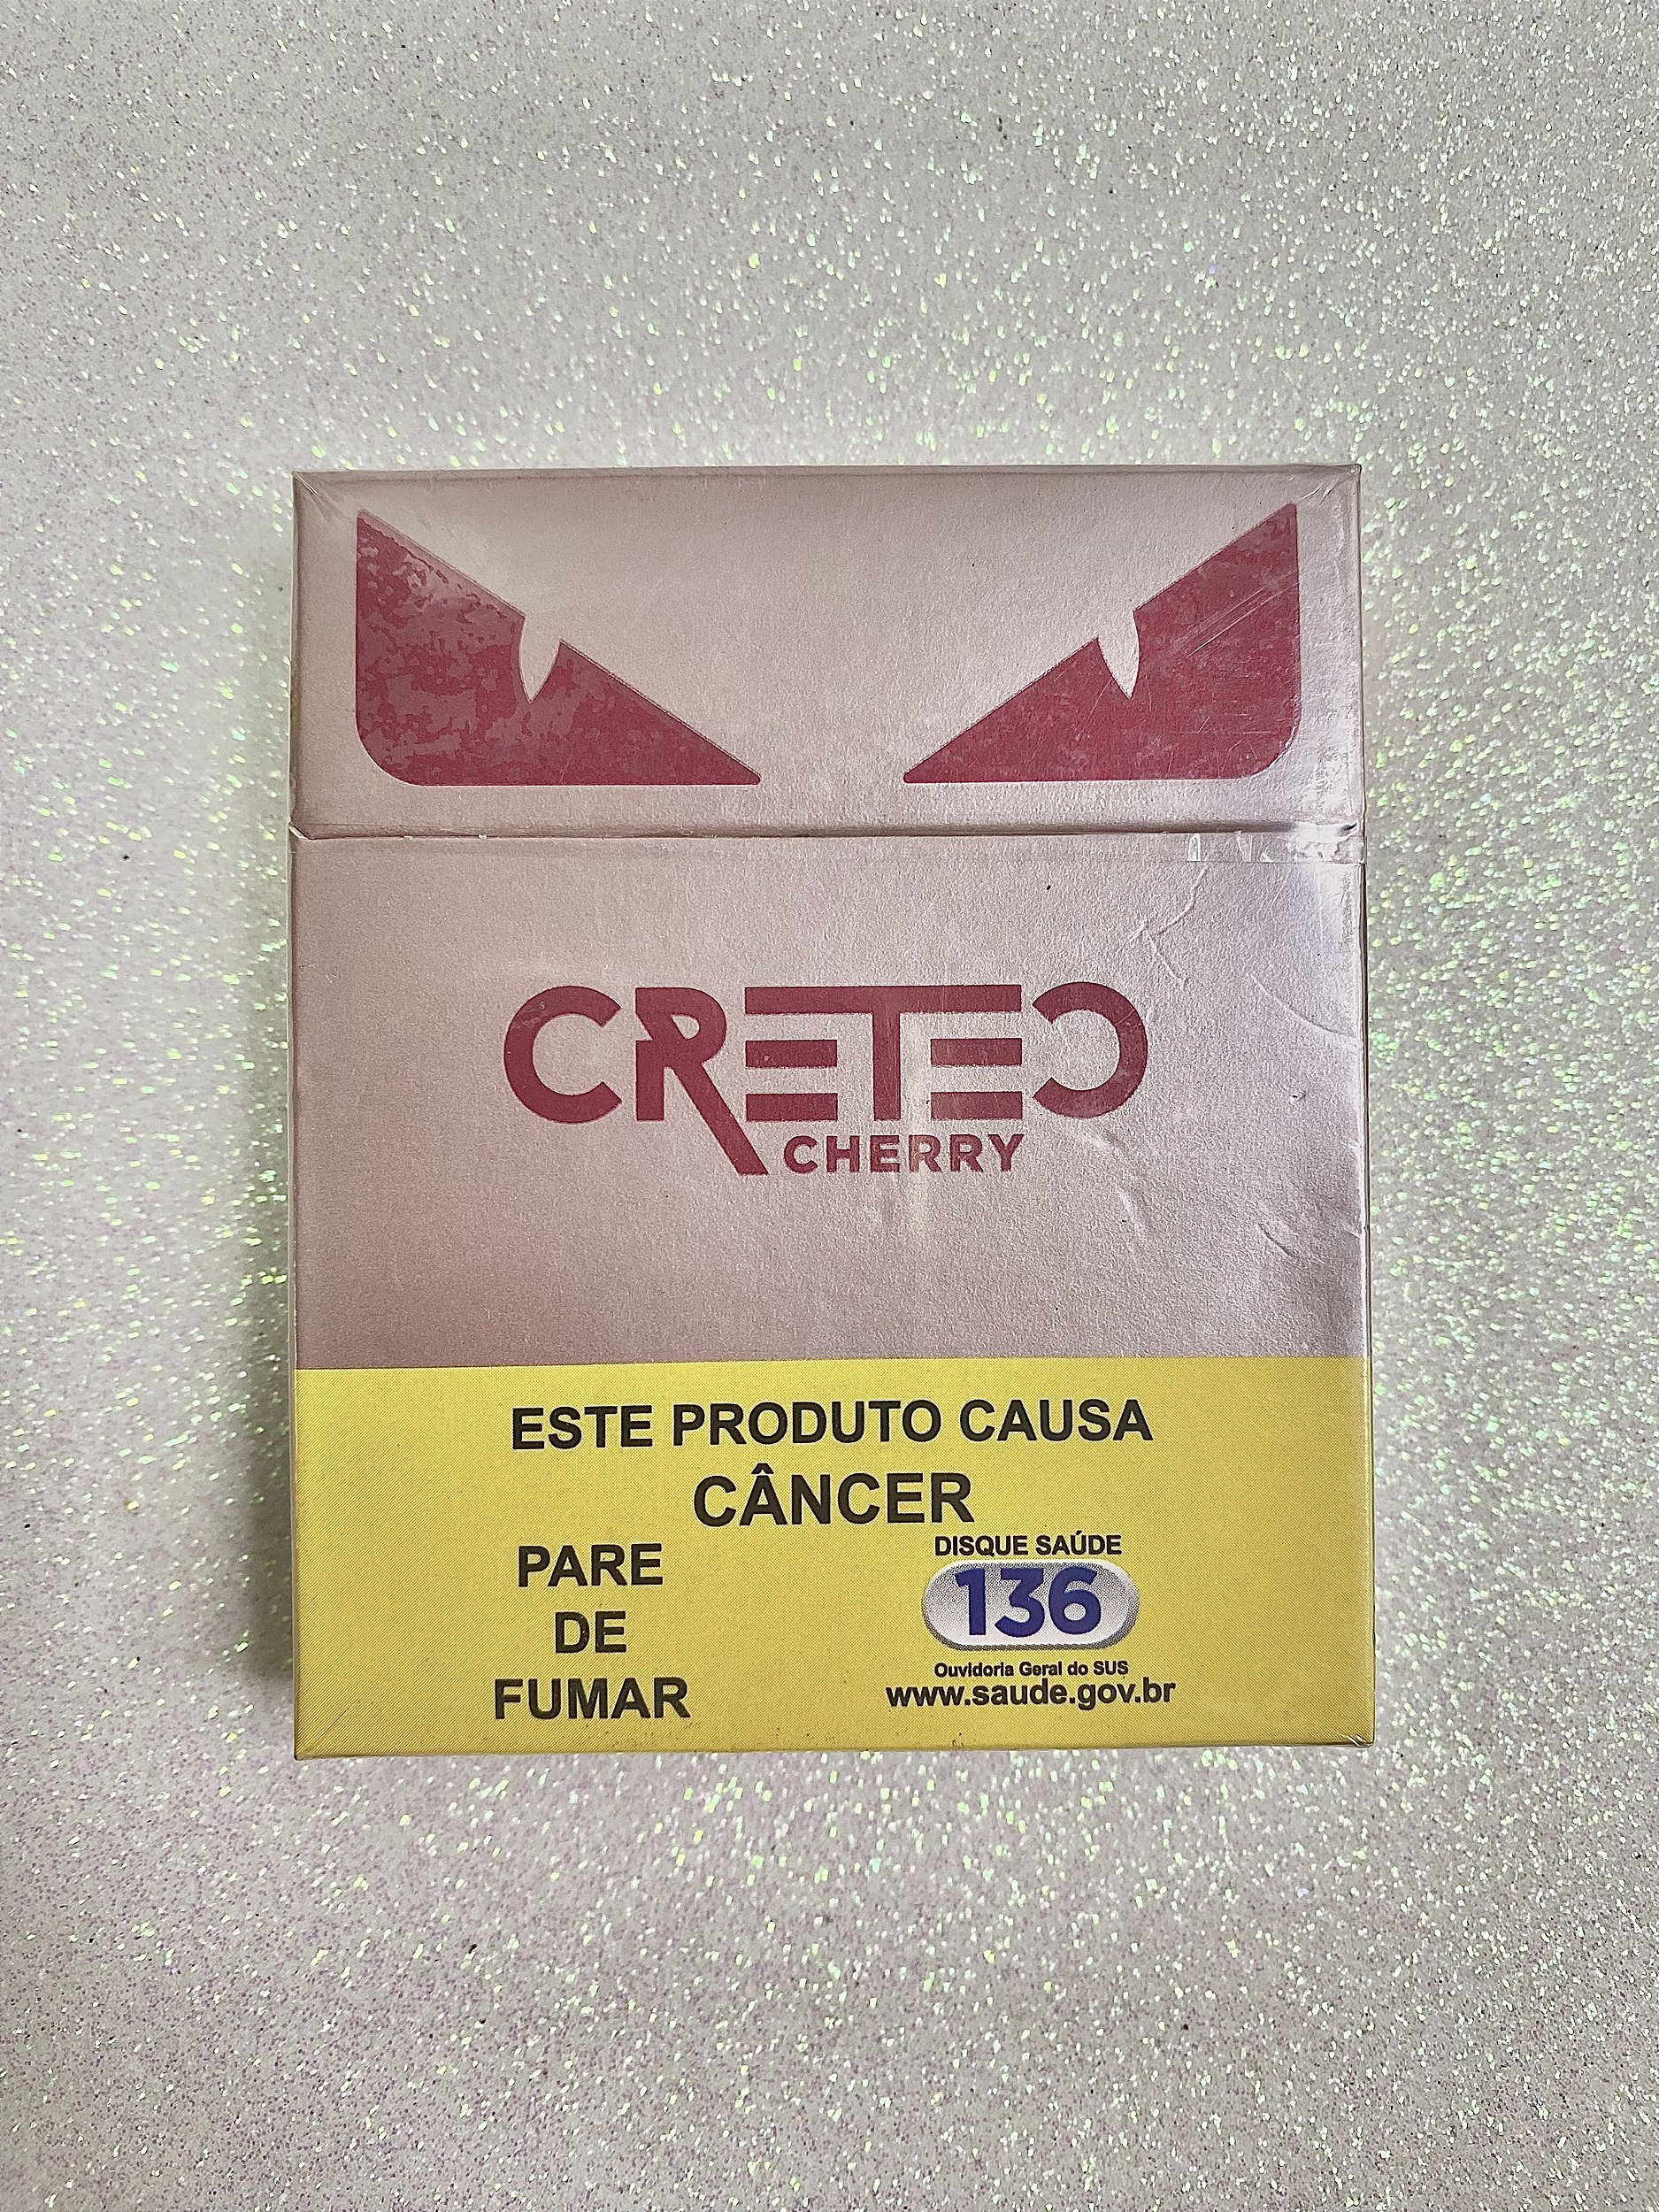 CRETEC
CHERRY
ESTE PRODUTO CAUSA
CÂNCER
PARE
DE
FUMAR
DISQUE SAÚDE
136
Ouvidoria Geral do SUS
www.saude.gov.br